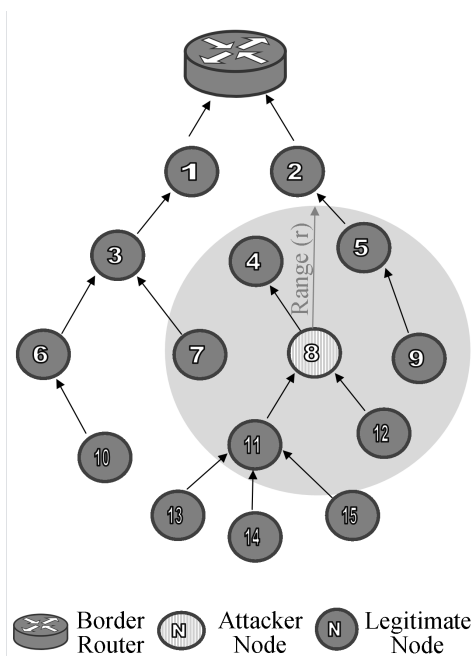 1
2
3
4
Range (r)
5
6
7
8
9
10
11
12
13
14
15
Border
Router
N
Attacker
Node
N
Legitimate
Node